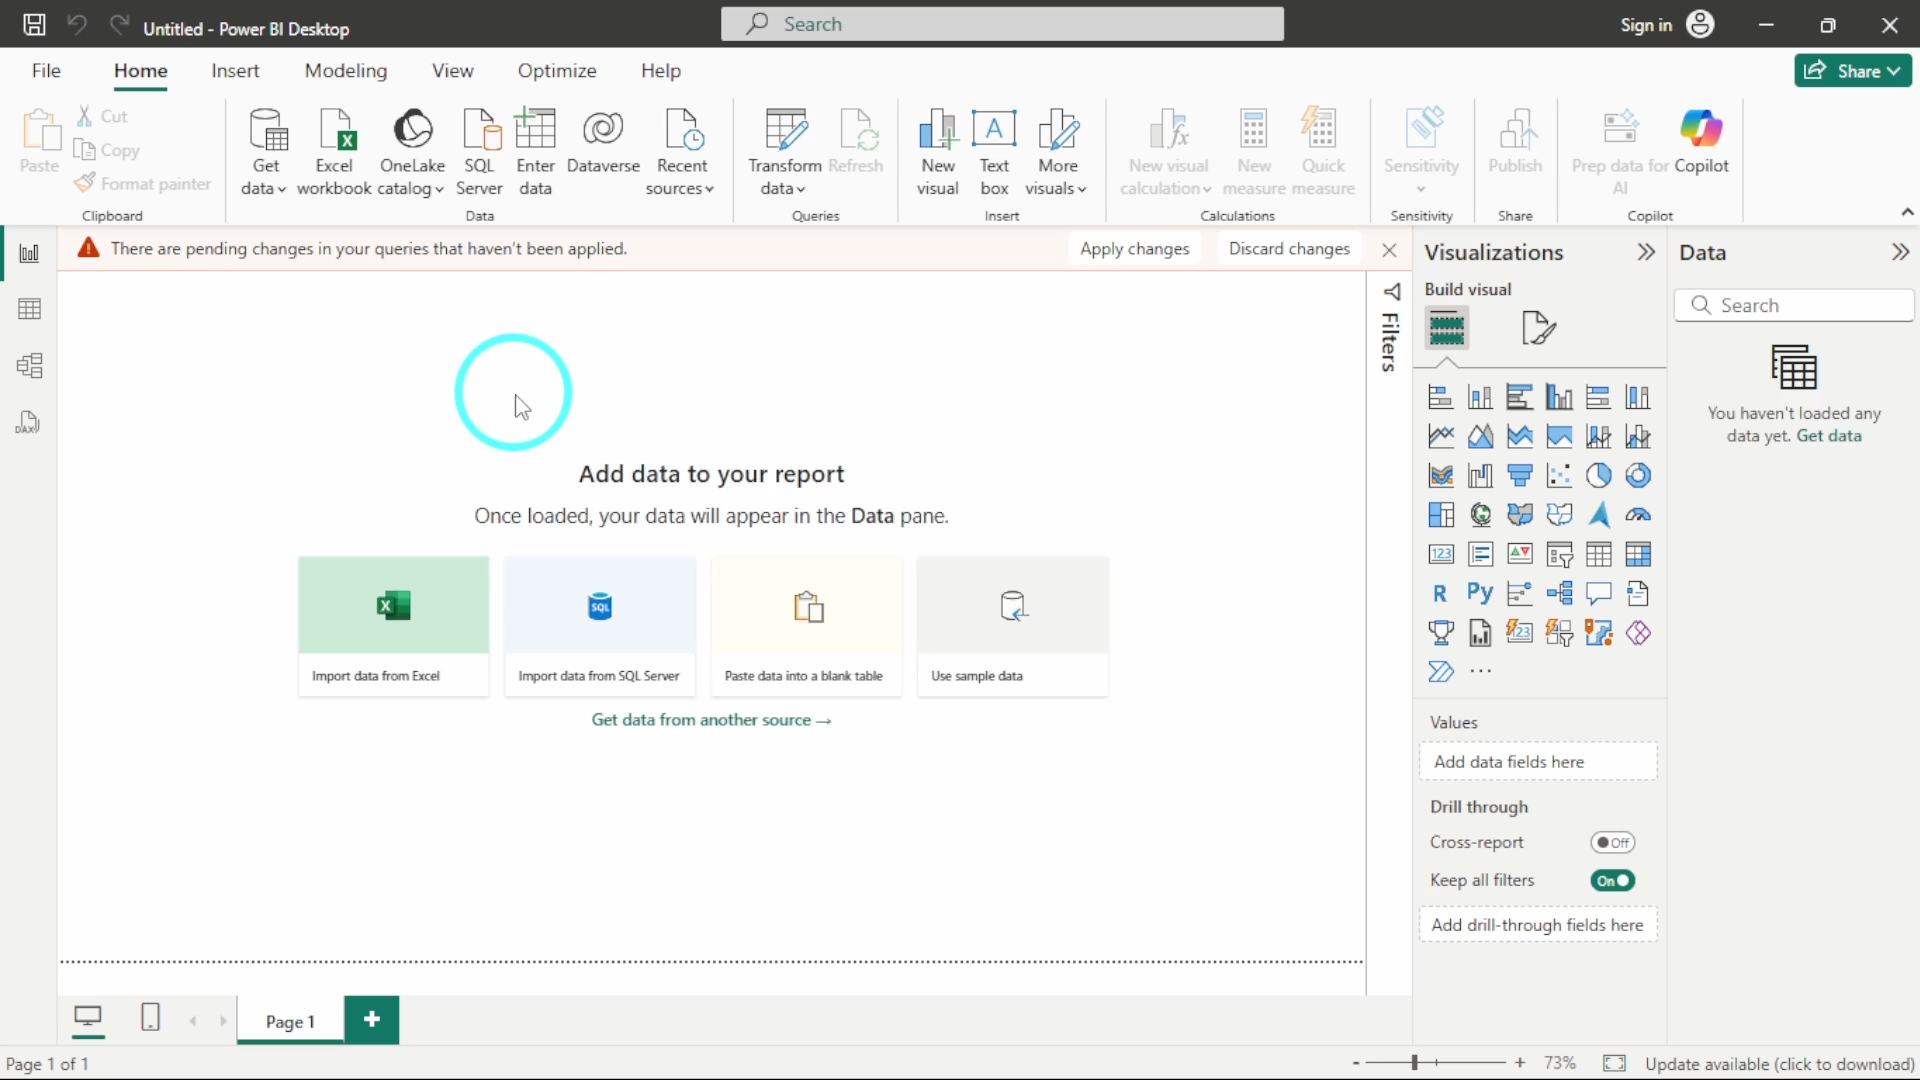 Untitled - Power BI Desktop
Search
Sign in
File
Home
Insert
Modeling
View
Optimize
Help
Share
Paste
Cut
Copy
Format painter
Clipboard
Get data
Excel workbook
OneLake catalog
SQL Server
Enter data
Dataverse
Recent sources
Data
Transform data
Refresh
Queries
New visual
Text box
More visuals
Insert
New visual calculation
New measure
Quick measure
Calculations
Sensitivity
Sensitivity
Publish
Share
Prep data for AI
Copilot
Copilot
There are pending changes in your queries that haven't been applied.
Apply changes
Discard changes
DAX
Add data to your report
Once loaded, your data will appear in the Data pane.
SQL
Import data from Excel
Import data from SQL Server
Paste data into a blank table
Use sample data
Get data from another source →
Filters
Visualizations
Build visual
123
R
Py
123
Values
Add data fields here
Drill through
Cross-report
Off
Keep all filters
On
Add drill-through fields here
Data
Search
You haven't loaded any
data yet. Get data
Page 1
Page 1 of 1
- + 73%
Update available (click to download)